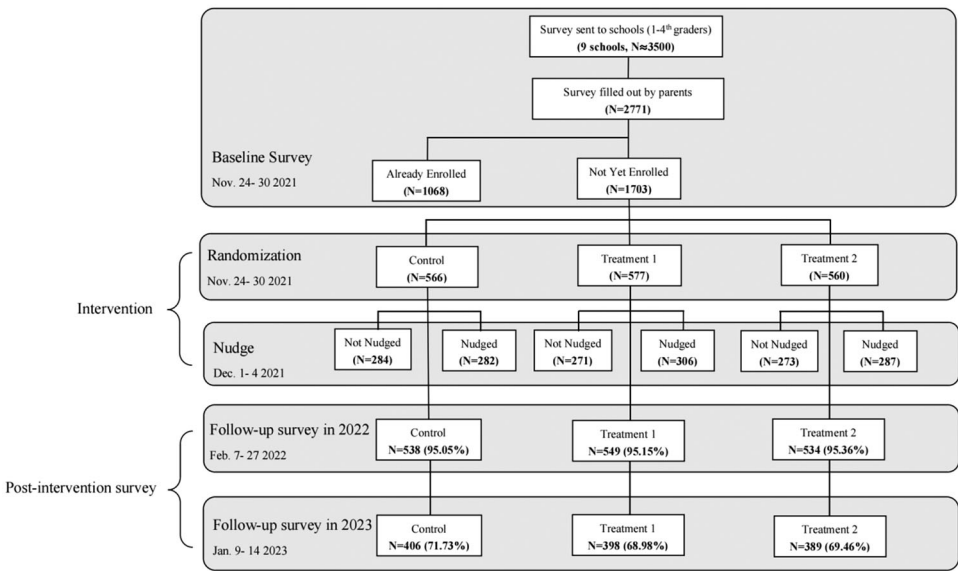 Survey sent to schools (1-4th graders)
(9 schools, N≈3500)
Survey filled out by parents
(N=2771)
Baseline Survey
Nov. 24- 30 2021
Already Enrolled
(N=1068)
Not Yet Enrolled
(N=1703)
Intervention
Randomization
Nov. 24- 30 2021
Control
(N=566)
Treatment 1
(N=577)
Treatment 2
(N=560)
Nudge
Dec. 1- 4 2021
Not Nudged
(N=284)
Nudged
(N=282)
Not Nudged
(N=271)
Nudged
(N=306)
Not Nudged
(N=273)
Nudged
(N=287)
Post-intervention survey
Follow-up survey in 2022
Feb. 7- 27 2022
Control
N=538 (95.05%)
Treatment 1
N=549 (95.15%)
Treatment 2
N=534 (95.36%)
Follow-up survey in 2023
Jan. 9- 14 2023
Control
N=406 (71.73%)
Treatment 1
N=398 (68.98%)
Treatment 2
N=389 (69.46%)